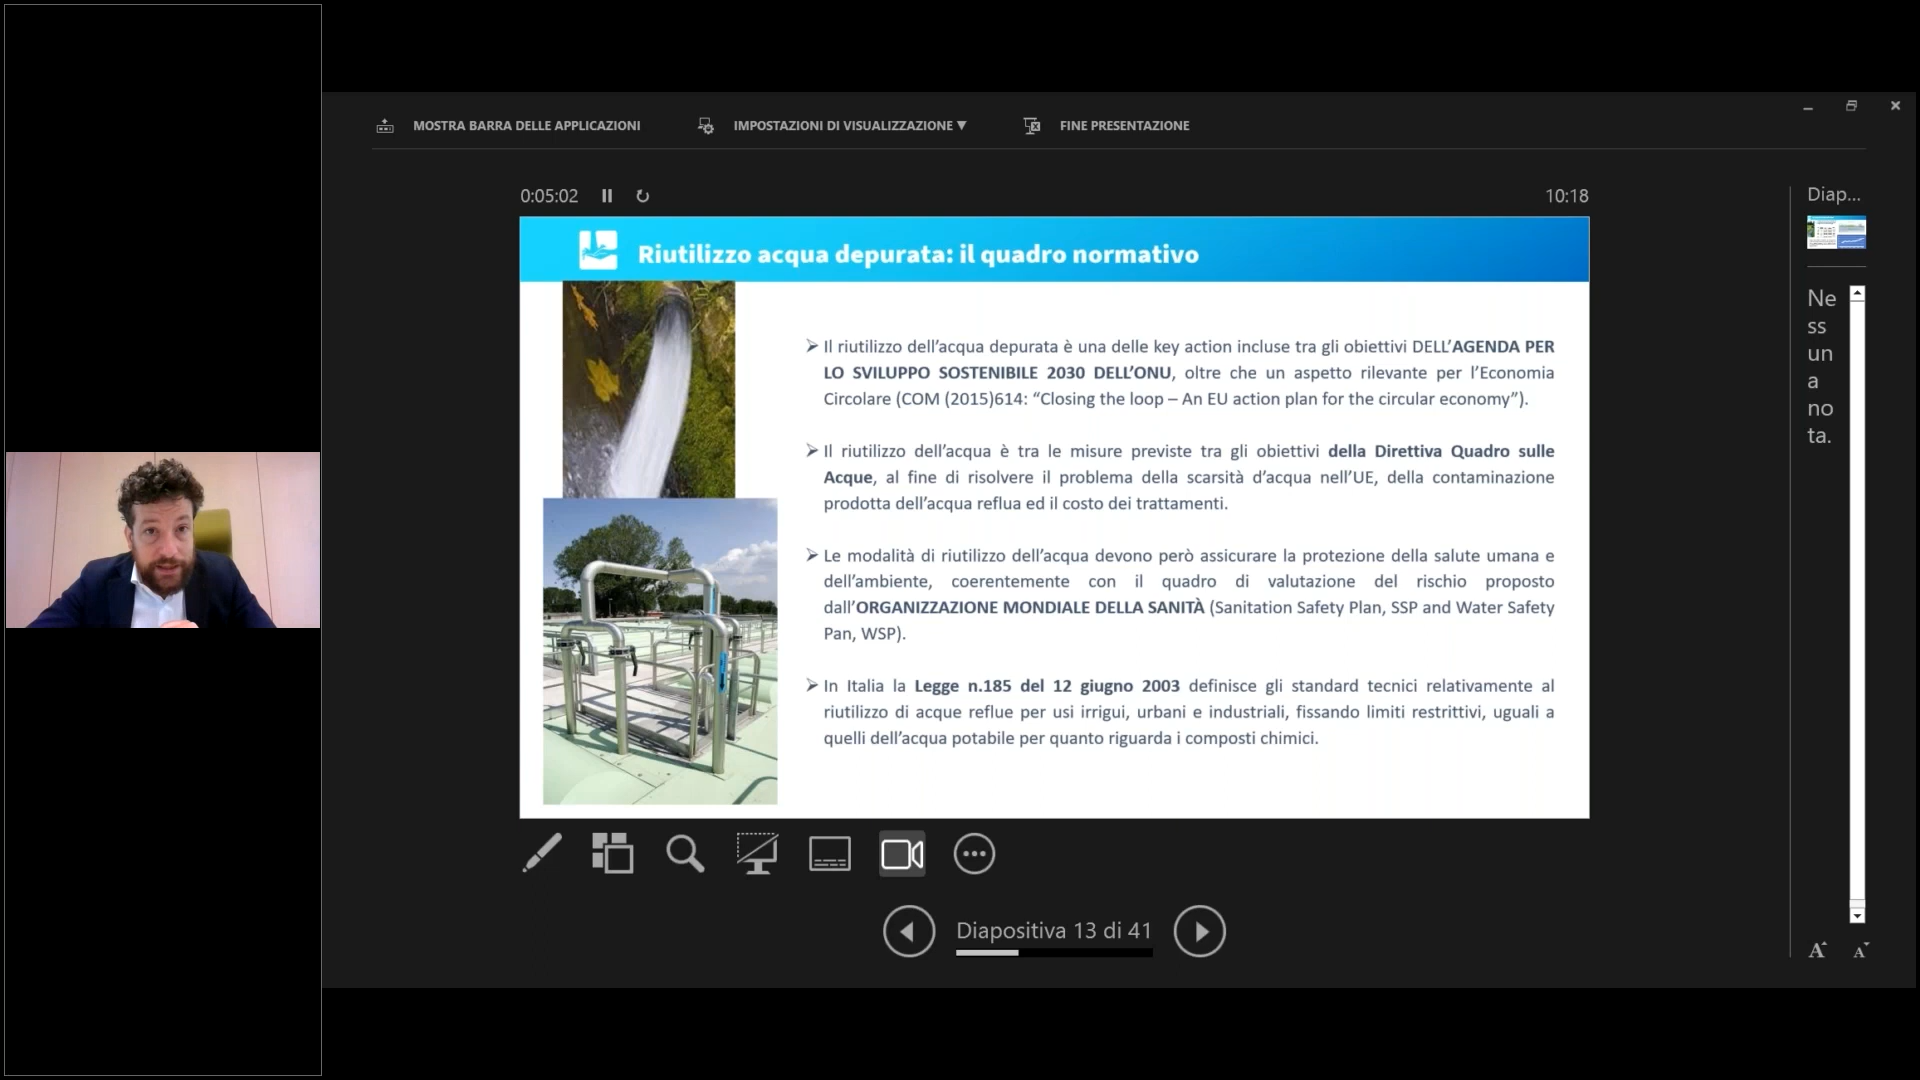 MOSTRA BARRA DELLE APPLICAZIONI
IMPOSTAZIONI DI VISUALIZZAZIONE ▼
FINE PRESENTAZIONE
0:05:02
10:18
Riutilizzo acqua depurata: il quadro normativo
➢ Il riutilizzo dell’acqua depurata è una delle key action incluse tra gli obiettivi DELL’AGENDA PER
LO SVILUPPO SOSTENIBILE 2030 DELL’ONU, oltre che un aspetto rilevante per l’Economia
Circolare (COM (2015)614: “Closing the loop – An EU action plan for the circular economy”).
➢ Il riutilizzo dell’acqua è tra le misure previste tra gli obiettivi della Direttiva Quadro sulle
Acque, al fine di risolvere il problema della scarsità d’acqua nell’UE, della contaminazione
prodotta dell’acqua reflua ed il costo dei trattamenti.
➢ Le modalità di riutilizzo dell’acqua devono però assicurare la protezione della salute umana e
dell’ambiente, coerentemente con il quadro di valutazione del rischio proposto
dall’ORGANIZZAZIONE MONDIALE DELLA SANITÀ (Sanitation Safety Plan, SSP and Water Safety
Pan, WSP).
➢ In Italia la Legge n.185 del 12 giugno 2003 definisce gli standard tecnici relativamente al
riutilizzo di acque reflue per usi irrigui, urbani e industriali, fissando limiti restrittivi, uguali a
quelli dell’acqua potabile per quanto riguarda i composti chimici.
Diapositiva 13 di 41
Diap...
Ne
ss
un
a
no
ta.
A
A